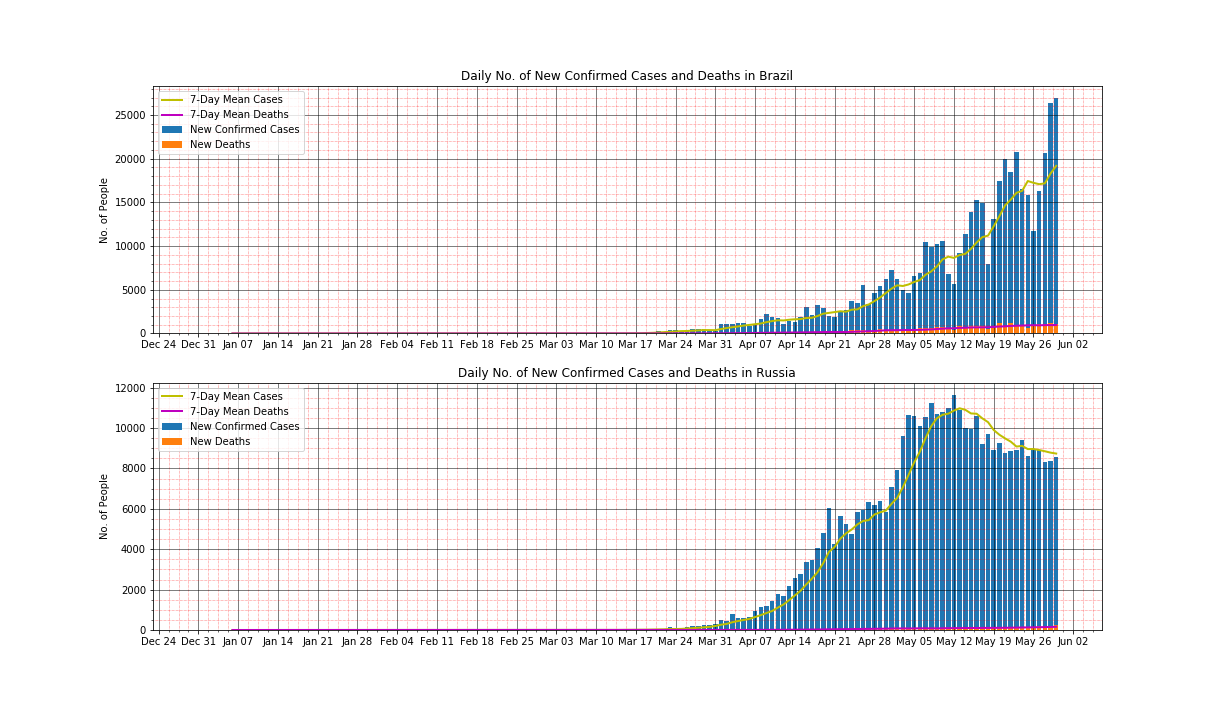 Daily No. of New Confirmed Cases and Deaths in Brazil
7-Day Mean Cases
7-Day Mean Deaths
New Confirmed Cases
New Deaths
No. of People
25000
20000
15000
10000
5000
0
Dec 24 Dec 31 Jan 07 Jan 14 Jan 21 Jan 28 Feb 04 Feb 11 Feb 18 Feb 25 Mar 03 Mar 10 Mar 17 Mar 24 Mar 31 Apr 07 Apr 14 Apr 21 Apr 28 May 05 May 12 May 19 May 26 Jun 02
Daily No. of New Confirmed Cases and Deaths in Russia
7-Day Mean Cases
7-Day Mean Deaths
New Confirmed Cases
New Deaths
No. of People
12000
10000
8000
6000
4000
2000
0
Dec 24 Dec 31 Jan 07 Jan 14 Jan 21 Jan 28 Feb 04 Feb 11 Feb 18 Feb 25 Mar 03 Mar 10 Mar 17 Mar 24 Mar 31 Apr 07 Apr 14 Apr 21 Apr 28 May 05 May 12 May 19 May 26 Jun 02